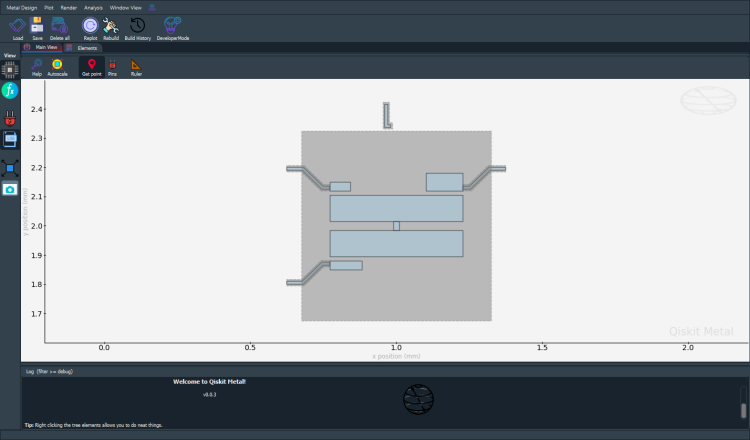 Metal Design Plot Render Analysis Window View
Load Save Delete all Replot Rebuild Build History DeveloperMode
View
Main View Elements
Help Autoscale Get point Pins Ruler
2.4
2.3
2.2
2.1
2.0
1.9
1.8
1.7
y position (mm)
0.0 0.5 1.0 1.5 2.0
x position (mm)
Qiskit Metal
Log (filter >= debug)
Welcome to Qiskit Metal!
v0.0.3
Tip: Right clicking the tree elements allows you to do neat things.